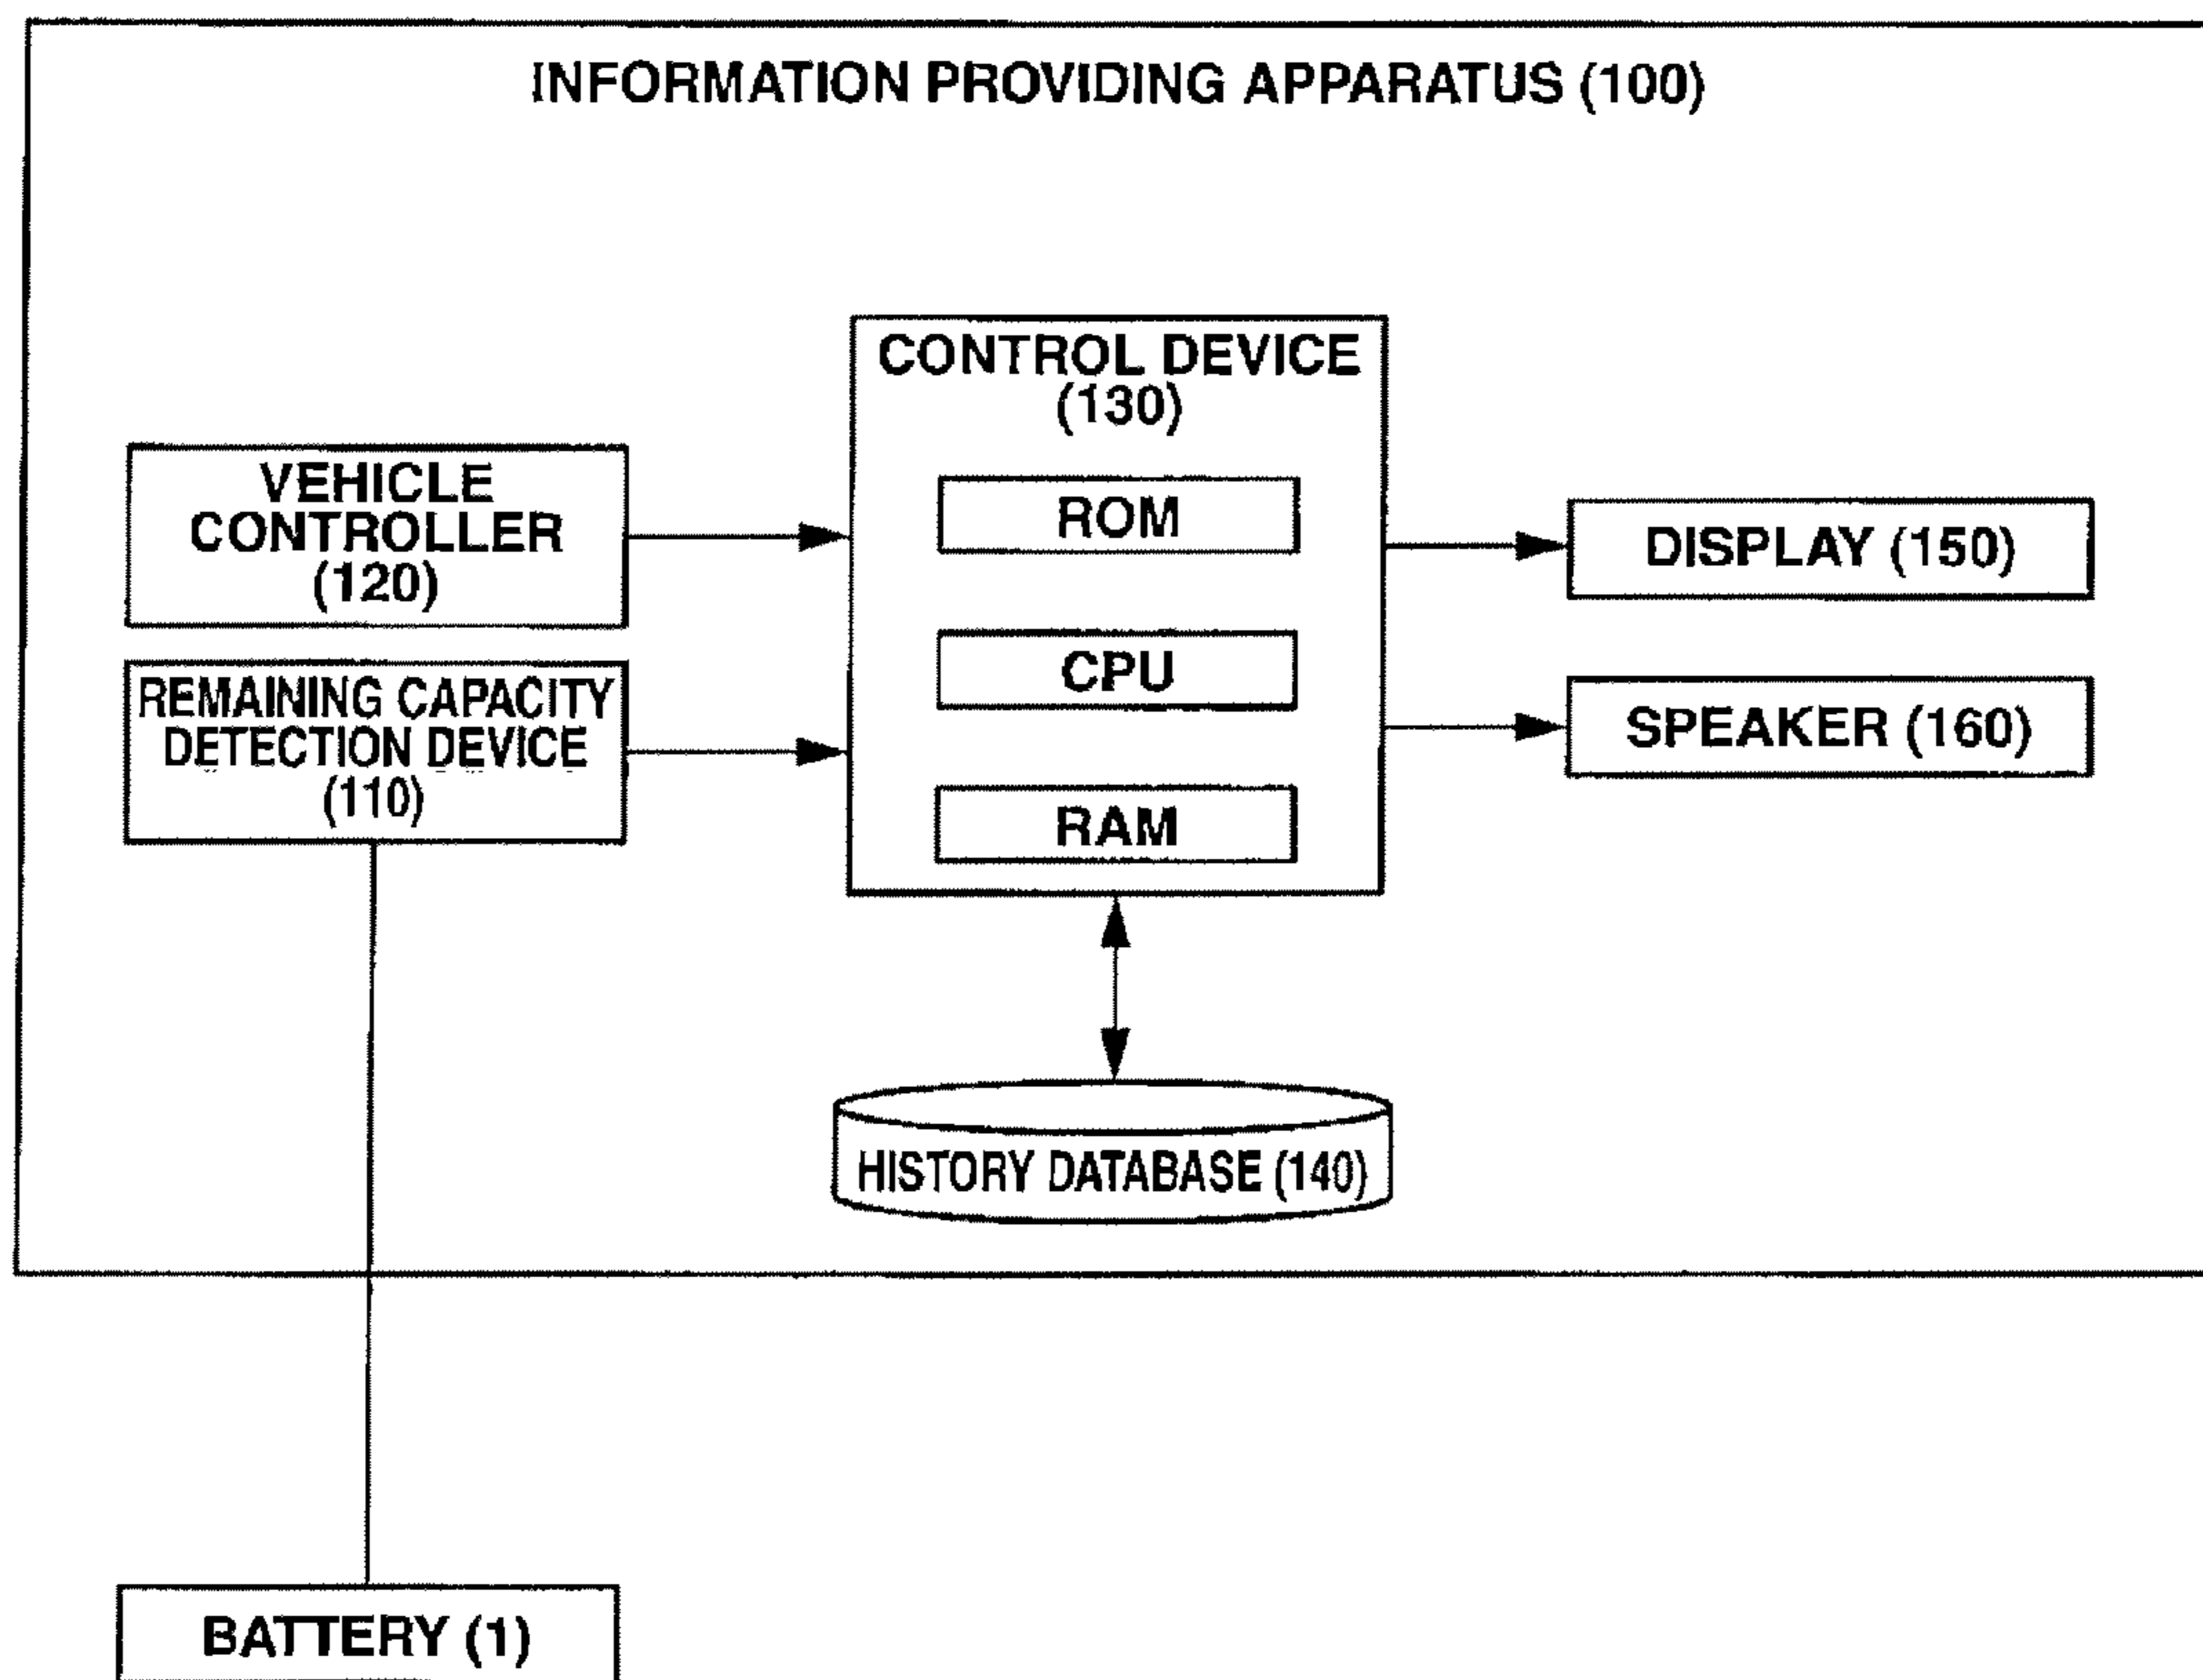 INFORMATION PROVIDING APPARATUS (100)
CONTROL DEVICE
(130)
ROM
CPU
RAM
VEHICLE
CONTROLLER
(120)
REMAINING CAPACITY
DETECTION DEVICE
(110)
DISPLAY (150)
SPEAKER (160)
HISTORY DATABASE (140)
BATTERY (1)